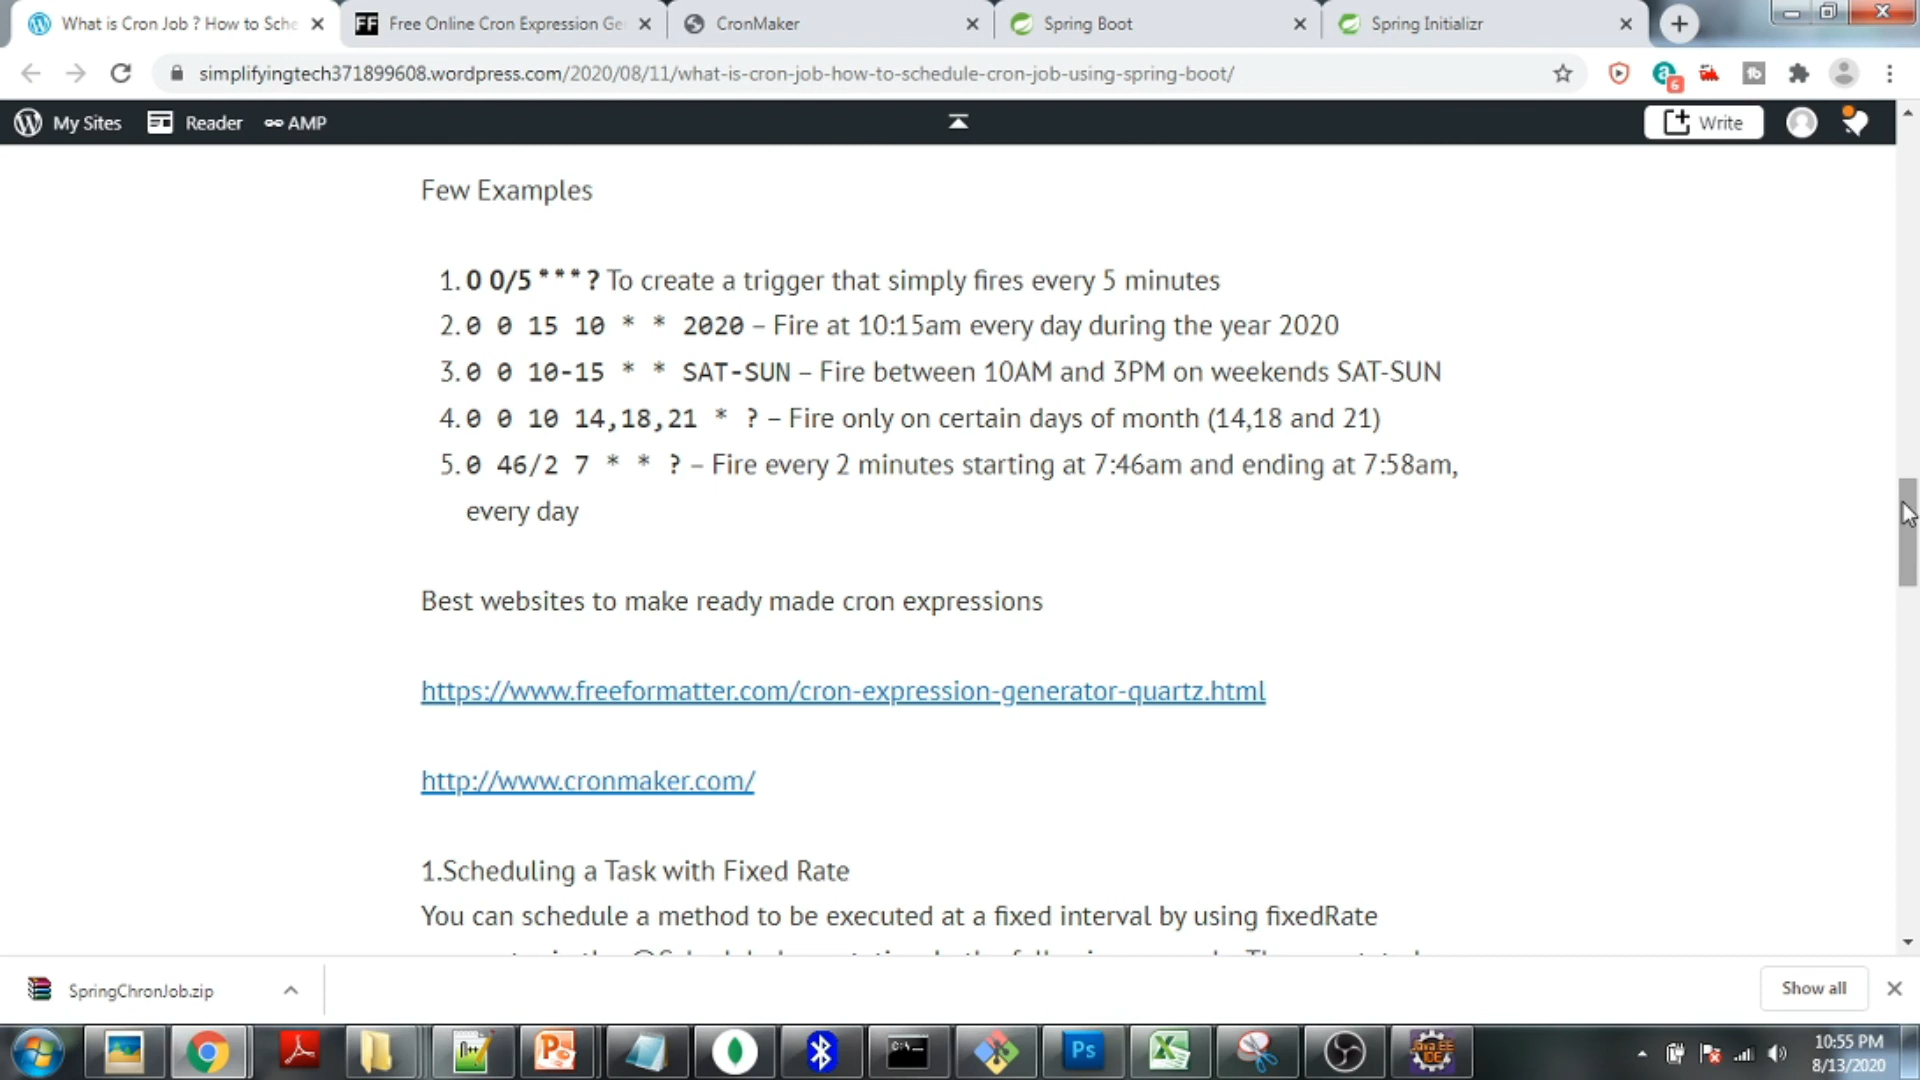 What is Cron Job ? How to Sche
Free Online Cron Expression Ge
CronMaker
Spring Boot
Spring Initializr
simplifyingtech371899608.wordpress.com/2020/08/11/what-is-cron-job-how-to-schedule-cron-job-using-spring-boot/
6
My Sites
Reader
AMP
Write
Few Examples
1. 0 0/5 * * * ? To create a trigger that simply fires every 5 minutes
2. 0 0 15 10 * * 2020 – Fire at 10:15am every day during the year 2020
3. 0 0 10-15 * * SAT-SUN – Fire between 10AM and 3PM on weekends SAT-SUN
4. 0 0 10 14,18,21 * ? – Fire only on certain days of month (14,18 and 21)
5. 0 46/2 7 * * ? – Fire every 2 minutes starting at 7:46am and ending at 7:58am,
every day
Best websites to make ready made cron expressions
https://www.freeformatter.com/cron-expression-generator-quartz.html
http://www.cronmaker.com/
1.Scheduling a Task with Fixed Rate
You can schedule a method to be executed at a fixed interval by using fixedRate
SpringChronJob.zip
Show all
10:55 PM
8/13/2020